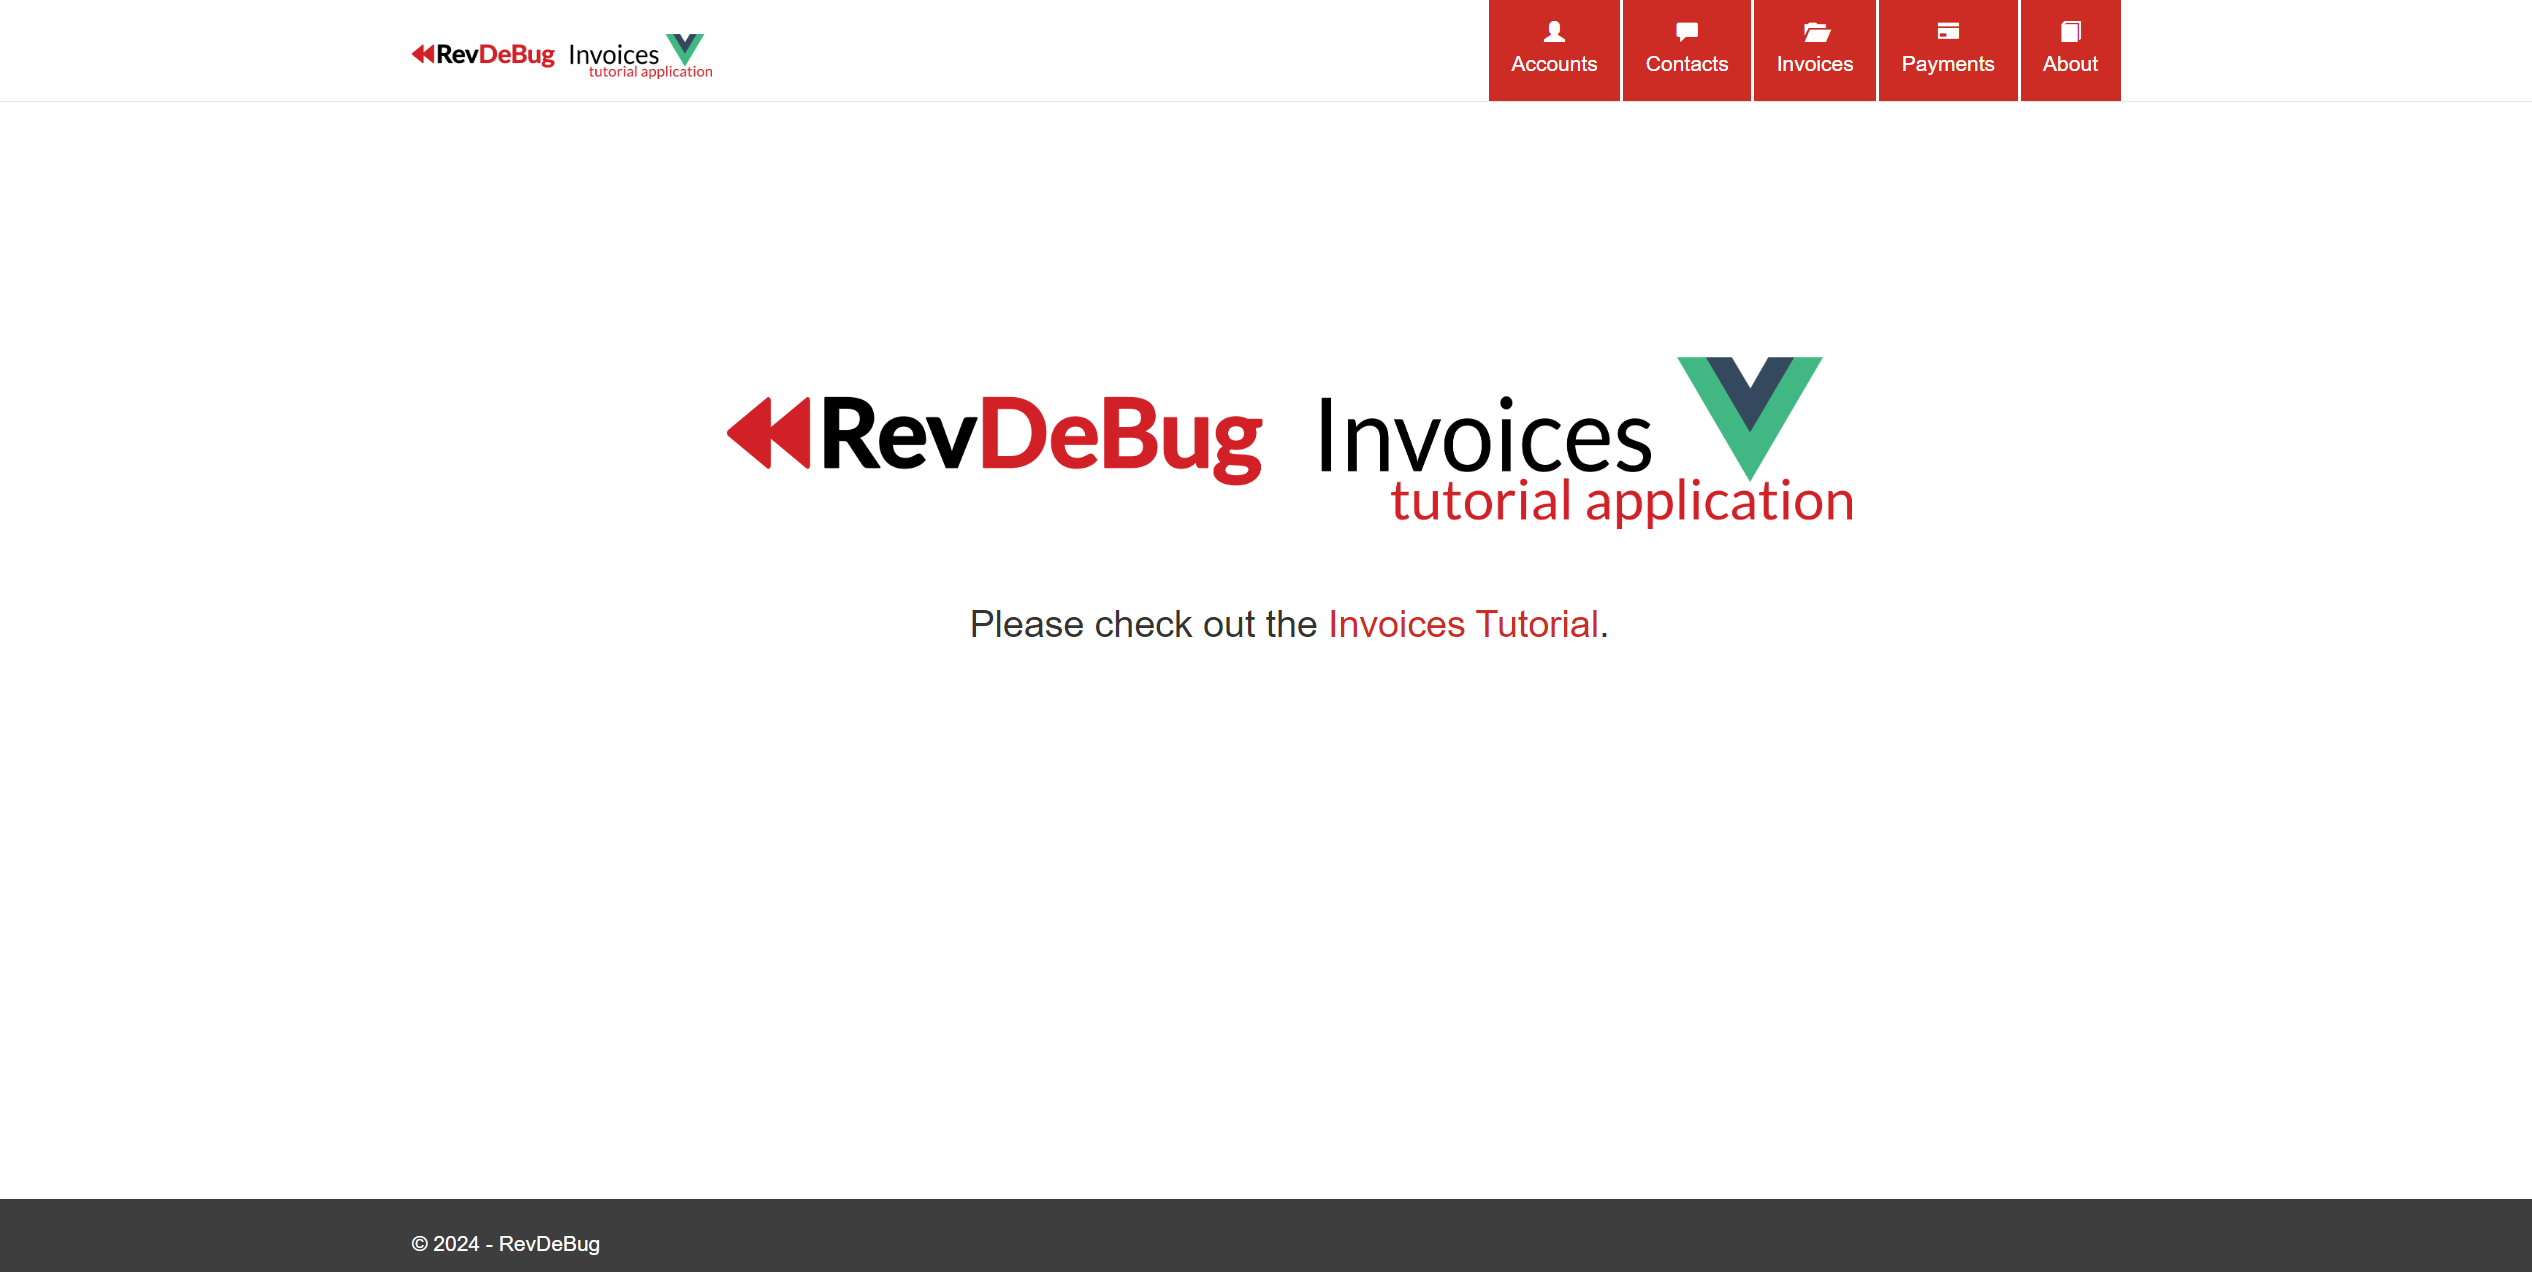 RevDeBug Invoices
tutorial application
Accounts
Contacts
Invoices
Payments
About
RevDeBug Invoices
tutorial application
Please check out the Invoices Tutorial.
© 2024 - RevDeBug